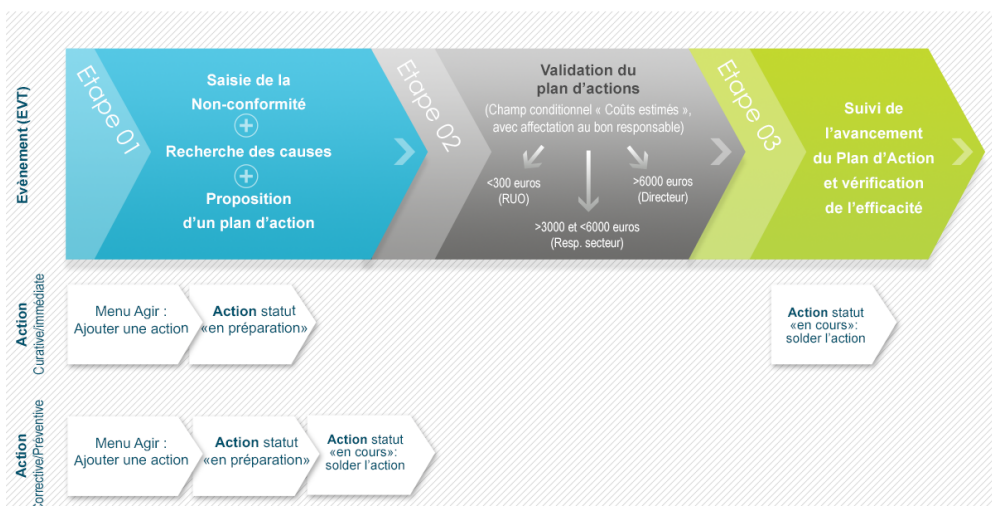 Evènement (EVT)
Etape 01
Saisie de la
Non-conformité
Recherche des causes
Proposition
d'un plan d'action
Etape 02
Validation du
plan d'actions
(Champ conditionnel « Coûts estimés »,
avec affectation au bon responsable)
<300 euros
(RUO)
>3000 et <6000 euros
(Resp. secteur)
>6000 euros
(Directeur)
Etape 03
Suivi de
l'avancement
du Plan d'Action
et vérification
de l'efficacité
Action
Curative/immédiate
Menu Agir :
Ajouter une action
Action statut
«en préparation»
Action statut
«en cours»:
solder l'action
Action
Corrective/Préventive
Menu Agir :
Ajouter une action
Action statut
«en préparation»
Action statut
«en cours»:
solder l'action